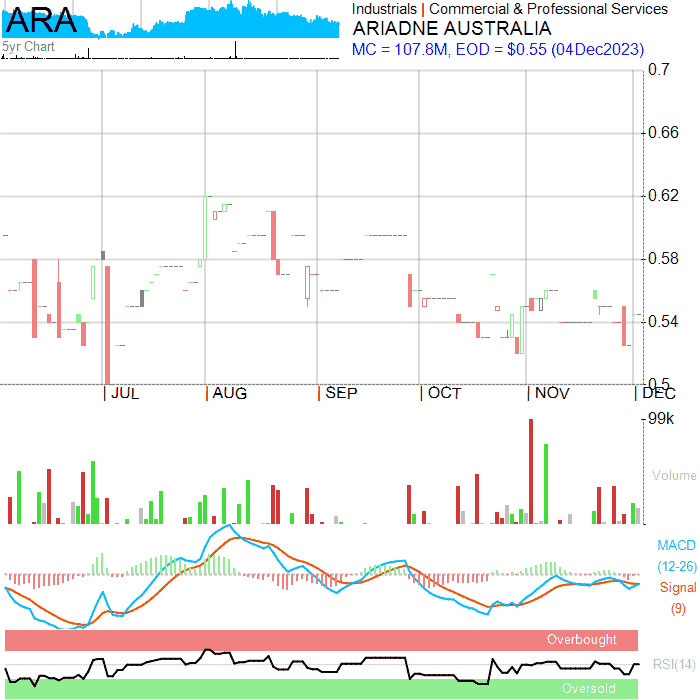 ARA
5yr Chart
Industrials | Commercial & Professional Services
ARIADNE AUSTRALIA
MC = 107.8M, EOD = $0.55 (04Dec2023)
0.7
0.66
0.62
0.58
0.54
0.5
JUL AUG SEP OCT NOV DEC
99k
Volume
MACD
(12-26)
Signal
(9)
Overbought
RSI(14)
Oversold